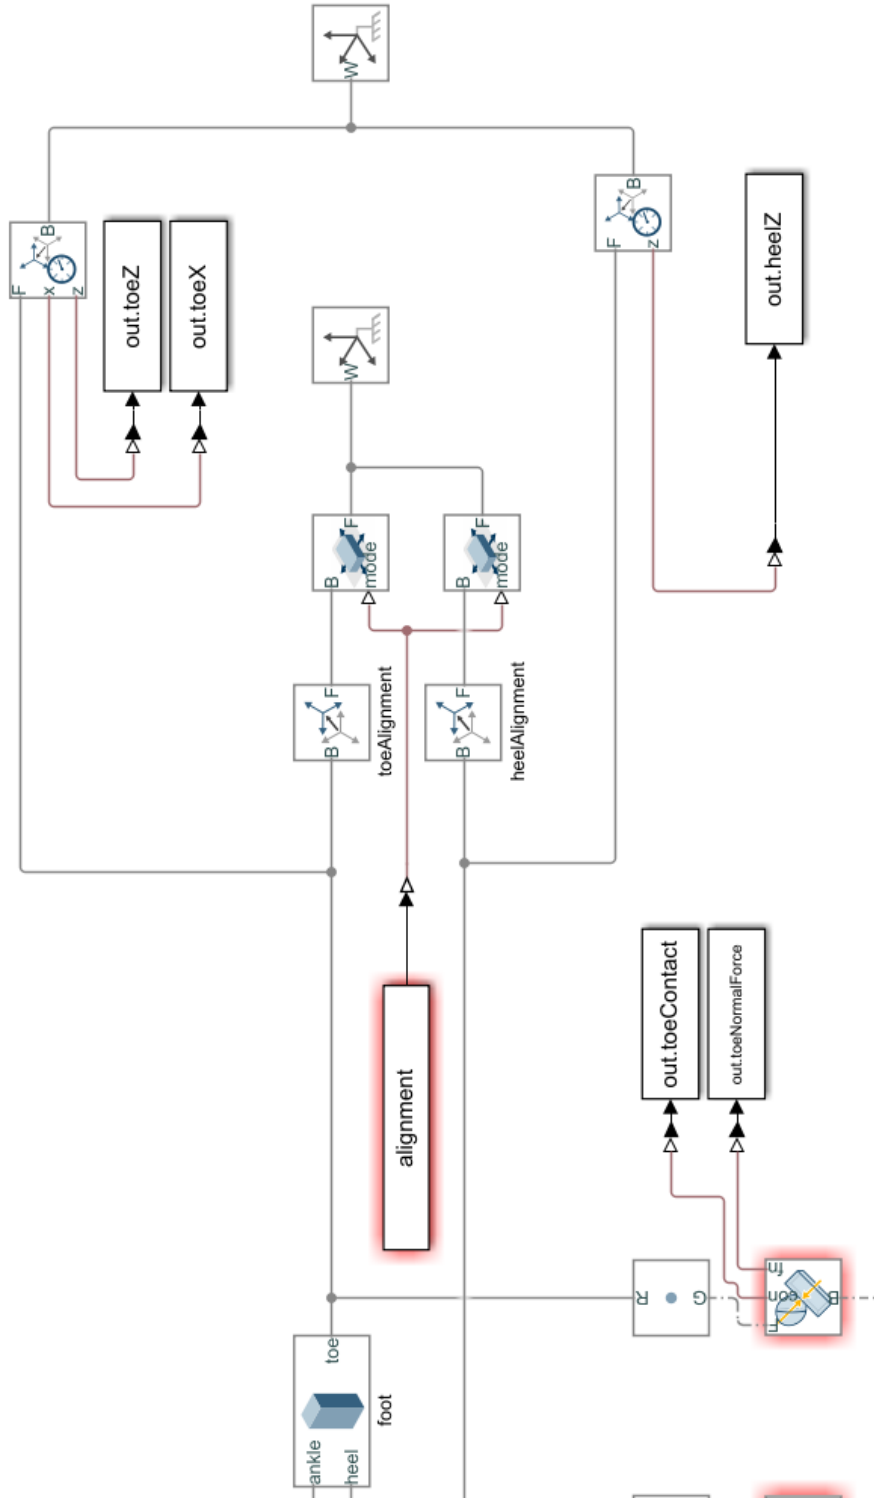 W
B
F
x
z
out.toeZ
out.toeX
B
F
z
out.heelZ
W
F
B
mode
F
B
mode
F
B
toeAlignment
F
B
heelAlignment
alignment
out.toeContact
out.toeNormalForce
R
G
fn
con
F
B
toe
ankle
heel
foot